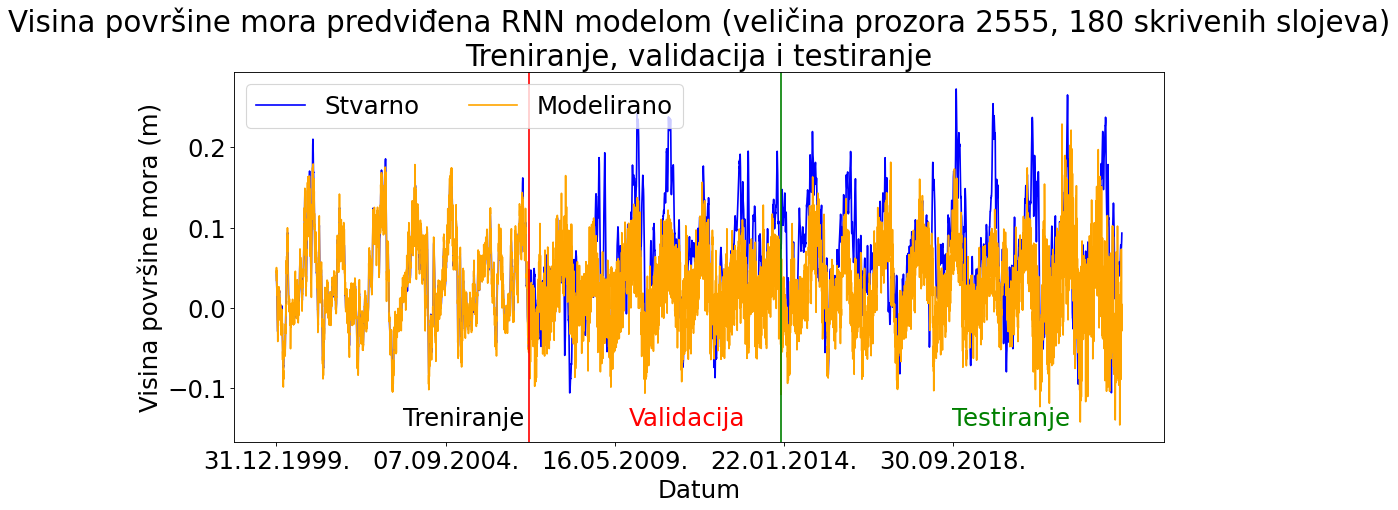 Visina površine mora predviđena RNN modelom (veličina prozora 2555, 180 skrivenih slojeva)
Treniranje, validacija i testiranje
Stvarno
Modelirano
Visina površine mora (m)
0.2
0.1
0.0
−0.1
Treniranje
Validacija
Testiranje
31.12.1999.
07.09.2004.
16.05.2009.
22.01.2014.
30.09.2018.
Datum